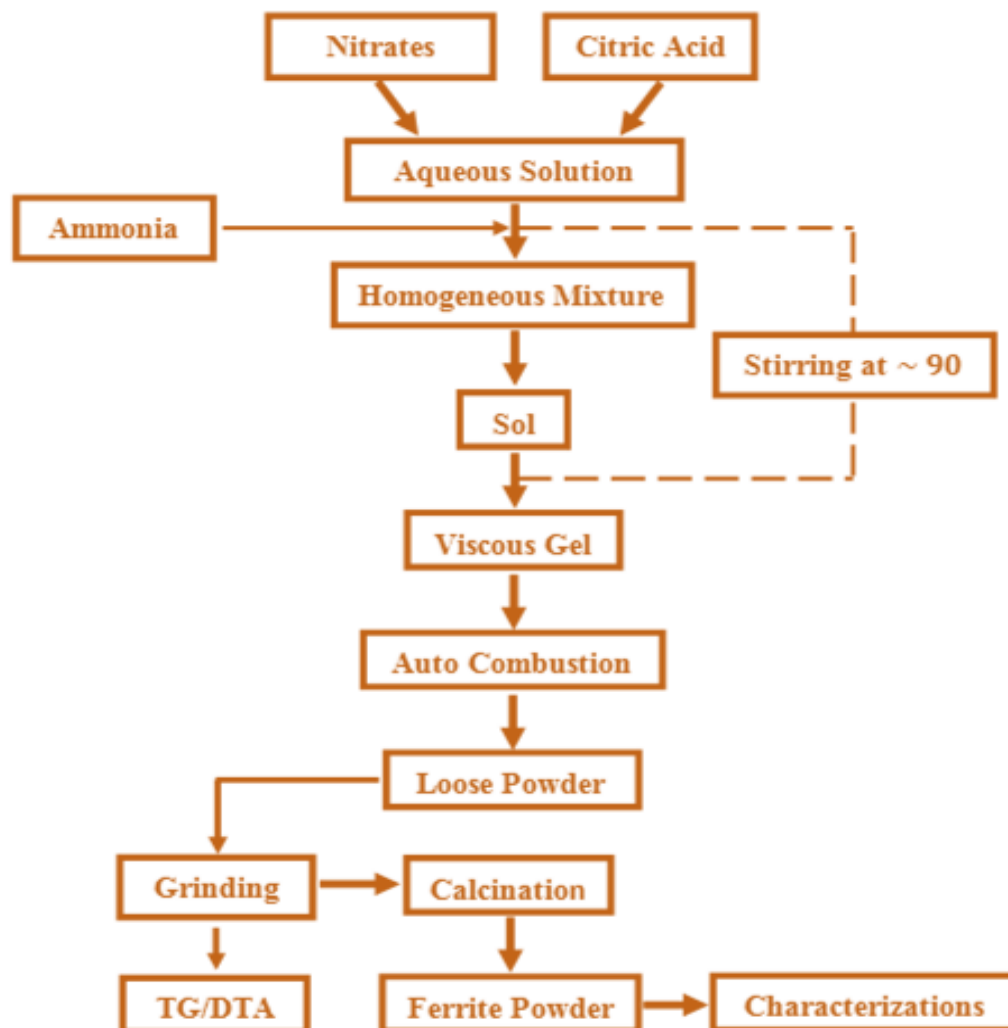 Nitrates
Citric Acid
Aqueous Solution
Ammonia
Homogeneous Mixture
Stirring at ~ 90
Sol
Viscous Gel
Auto Combustion
Loose Powder
Grinding
Calcination
TG/DTA
Ferrite Powder
Characterizations